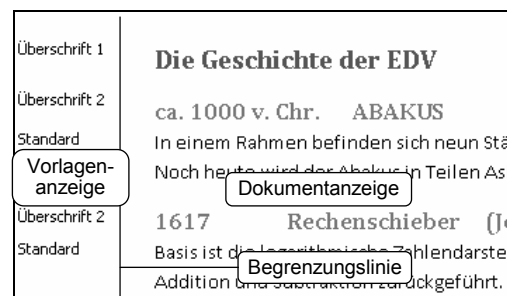 Überschrift 1
Die Geschichte der EDV
Überschrift 2
ca. 1000 v. Chr. ABAKUS
Standard
In einem Rahmen befinden sich neun Stä
Vorlagen-
anzeige
Noch heute wird der Abakus in Teilen As
Dokumentanzeige
Überschrift 2
1617 Rechenschieber
Standard
Basis ist die logarithmische Zahlendarste
Begrenzungslinie
Addition und Subtraktion zurückgeführt.